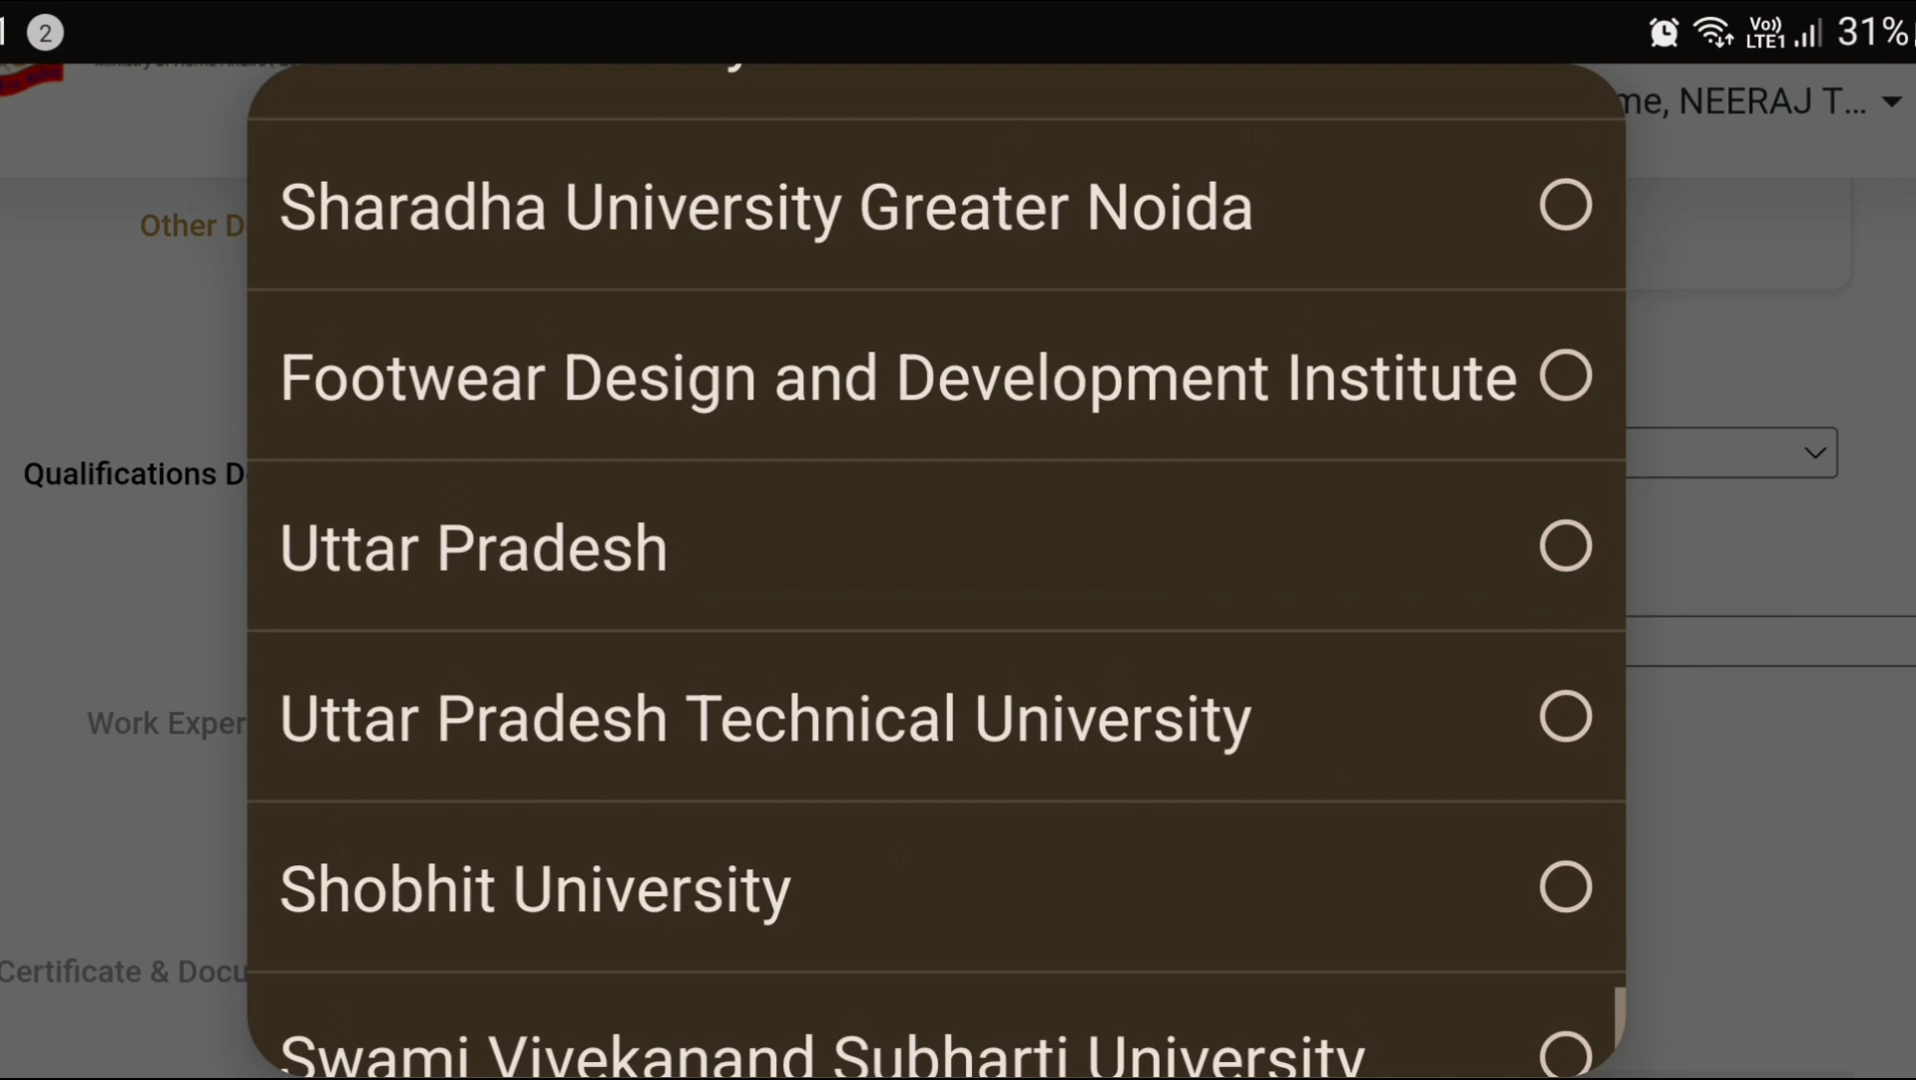 2
Vo)) LTE1 31%
me, NEERAJ T...
Other D
Sharadha University Greater Noida
Footwear Design and Development Institute
Qualifications D
Uttar Pradesh
Uttar Pradesh Technical University
Work Exper
Shobhit University
Certificate & Docu
Swami Vivekanand Subharti University